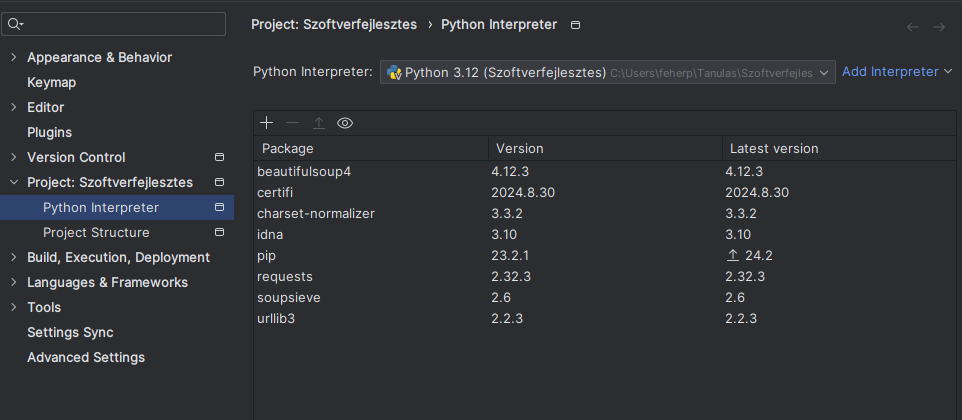 Project: Szoftverfejlesztes › Python Interpreter
Appearance & Behavior
Keymap
Editor
Plugins
Version Control
Project: Szoftverfejlesztes
Python Interpreter
Project Structure
Build, Execution, Deployment
Languages & Frameworks
Tools
Settings Sync
Advanced Settings
Python Interpreter: Python 3.12 (Szoftverfejlesztes) C:\Users\feherp\Tanulas\Szoftverfejles Add Interpreter
Package Version Latest version
beautifulsoup4 4.12.3 4.12.3
certifi 2024.8.30 2024.8.30
charset-normalizer 3.3.2 3.3.2
idna 3.10 3.10
pip 23.2.1 24.2
requests 2.32.3 2.32.3
soupsieve 2.6 2.6
urllib3 2.2.3 2.2.3